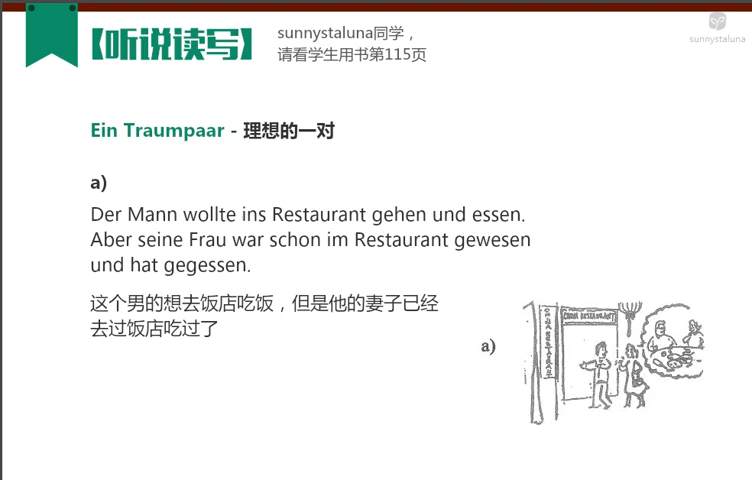 【听说读写】
sunnystaluna同学，
请看学生用书第115页
sunnystaluna
Ein Traumpaar - 理想的一对
a)
Der Mann wollte ins Restaurant gehen und essen.
Aber seine Frau war schon im Restaurant gewesen
und hat gegessen.
这个男的想去饭店吃饭，但是他的妻子已经
去过饭店吃过了
a)
CHINA RESTAURANT
CHINA RESTAURANT